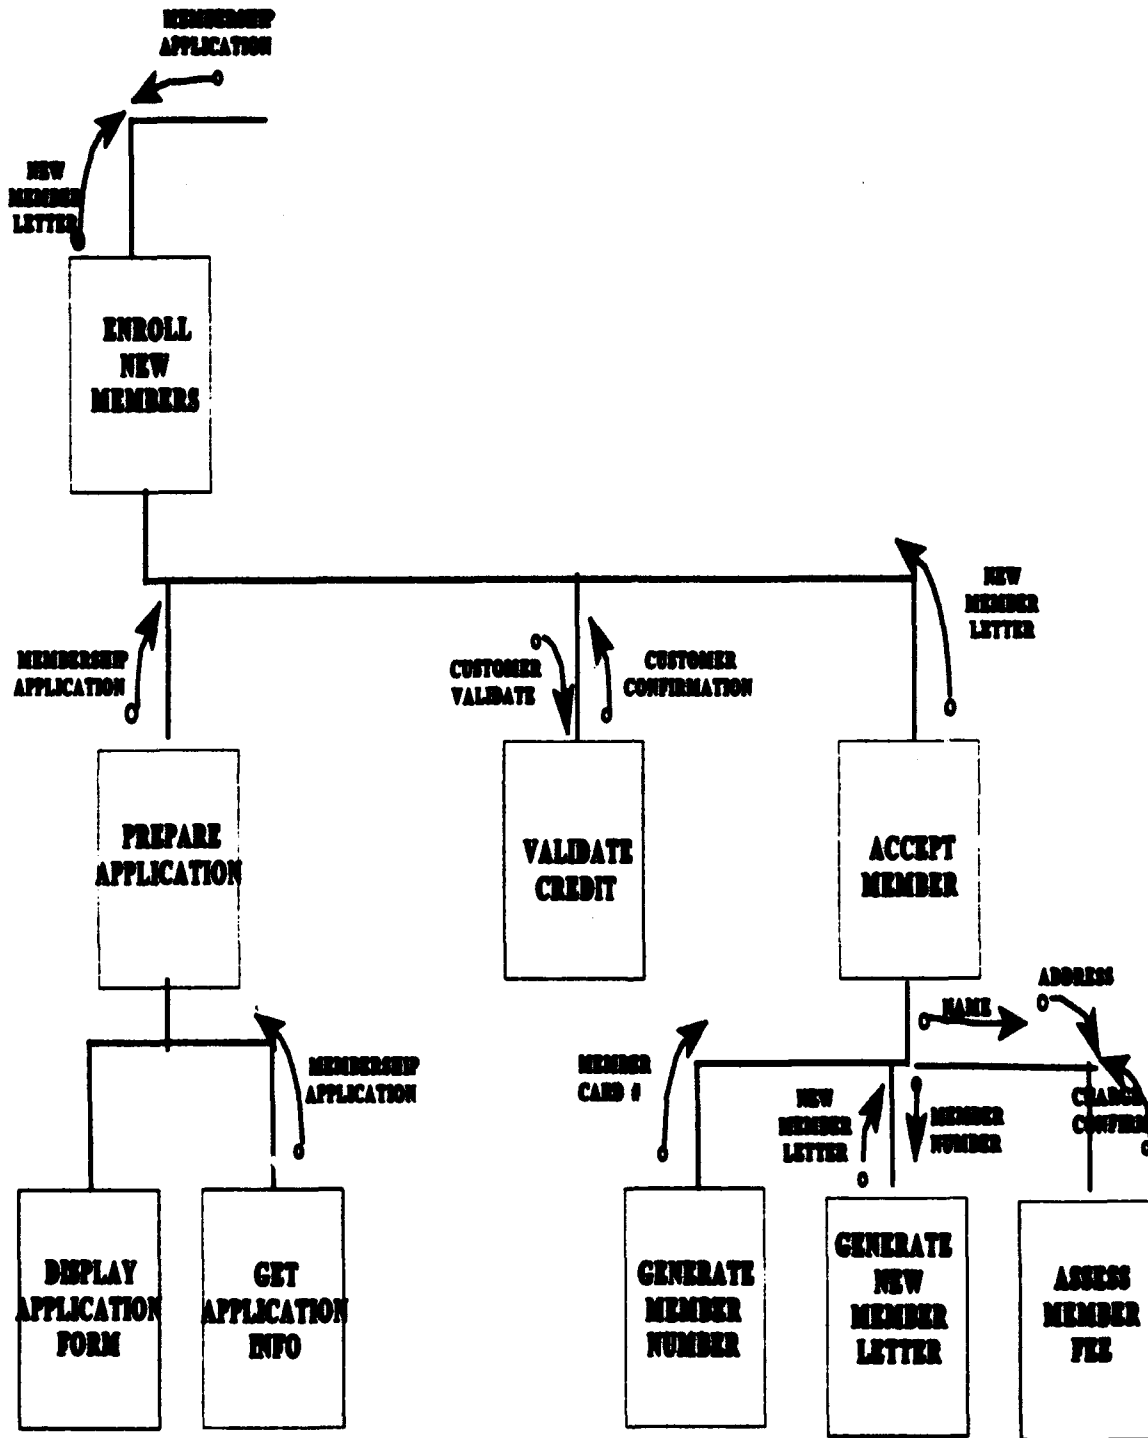 MEMBERSHIP
APPLICATION
NEW
MEMBER
LETTER
ENROLL
NEW
MEMBERS
MEMBERSHIP
APPLICATION
CUSTOMER
VALIDATE
CUSTOMER
CONFIRMATION
NEW
MEMBER
LETTER
PREPARE
APPLICATION
VALIDATE
CREDIT
ACCEPT
MEMBER
MEMBERSHIP
APPLICATION
MEMBER
CARD #
NAME
ADDRESS
NEW
MEMBER
LETTER
MEMBER
NUMBER
CHARGE
CONFIRM
DISPLAY
APPLICATION
FORM
GET
APPLICATION
INFO
GENERATE
MEMBER
NUMBER
GENERATE
NEW
MEMBER
LETTER
ASSESS
MEMBER
FEE